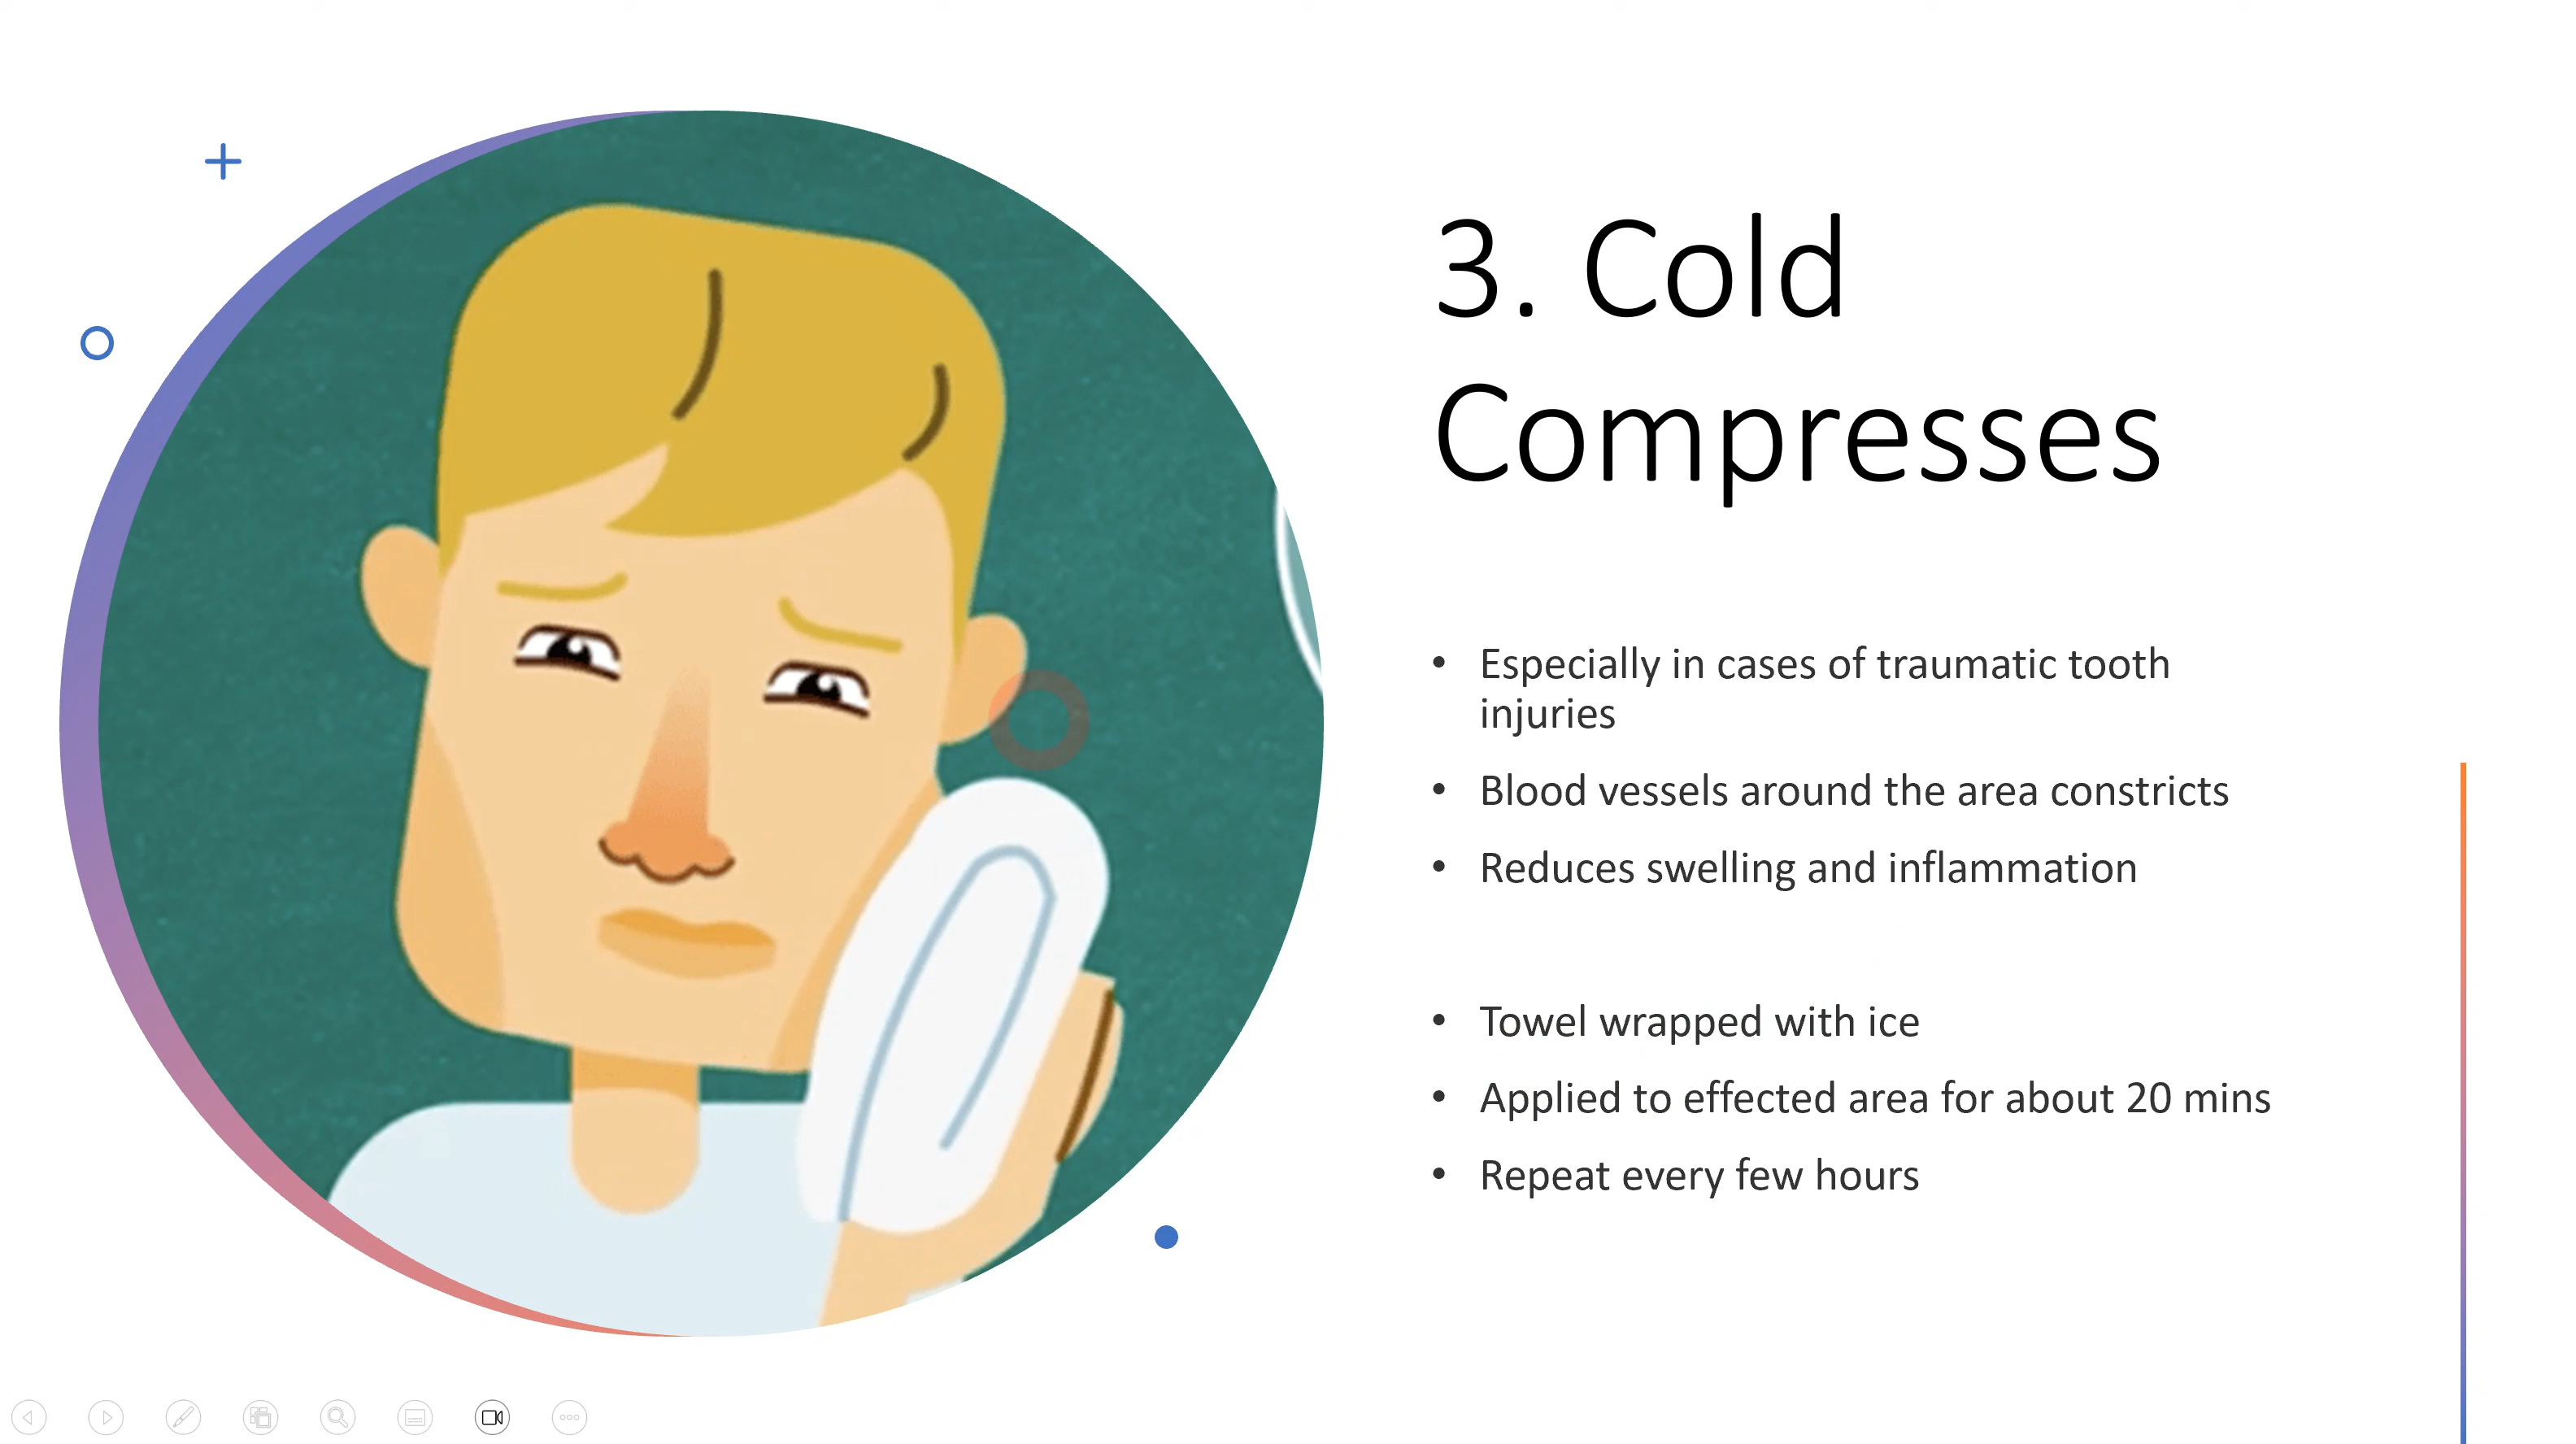 3. Cold
Compresses
• Especially in cases of traumatic tooth
injuries
• Blood vessels around the area constricts
• Reduces swelling and inflammation
• Towel wrapped with ice
• Applied to effected area for about 20 mins
• Repeat every few hours